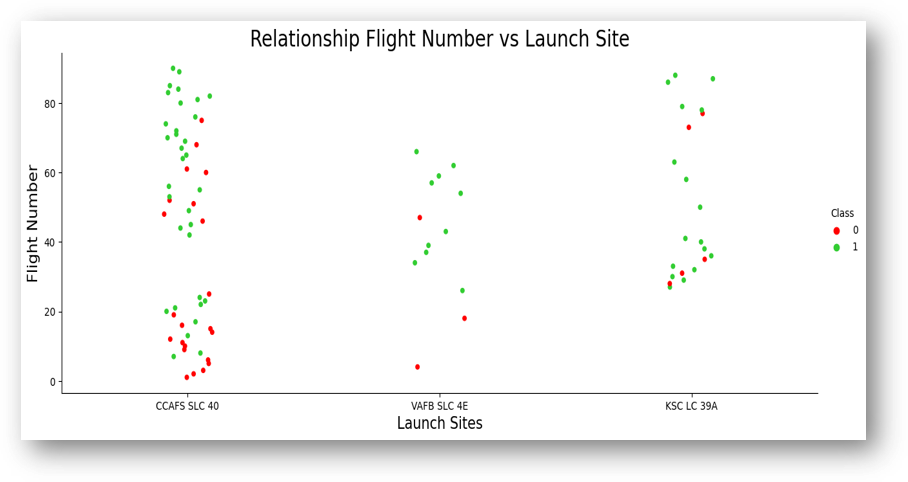 Relationship Flight Number vs Launch Site
Flight Number
80
60
40
20
0
CCAFS SLC 40
VAFB SLC 4E
KSC LC 39A
Launch Sites
Class
0
1